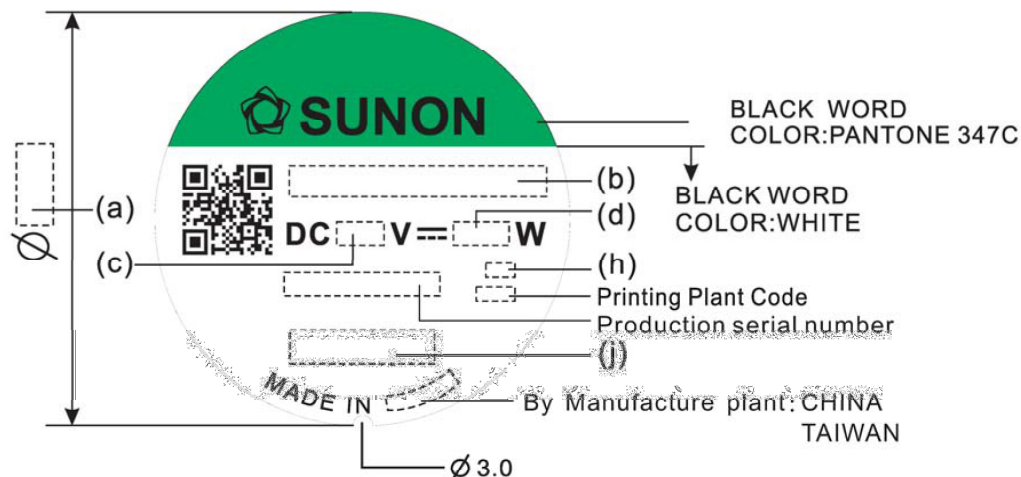 SUNON
BLACK WORD
COLOR:PANTONE 347C
BLACK WORD
COLOR:WHITE
(a)
(b)
(c)
(d)
DC V W
Ø
(h)
Printing Plant Code
Production serial number
(j)
MADE IN
By Manufacture plant: CHINA
TAIWAN
Ø 3.0